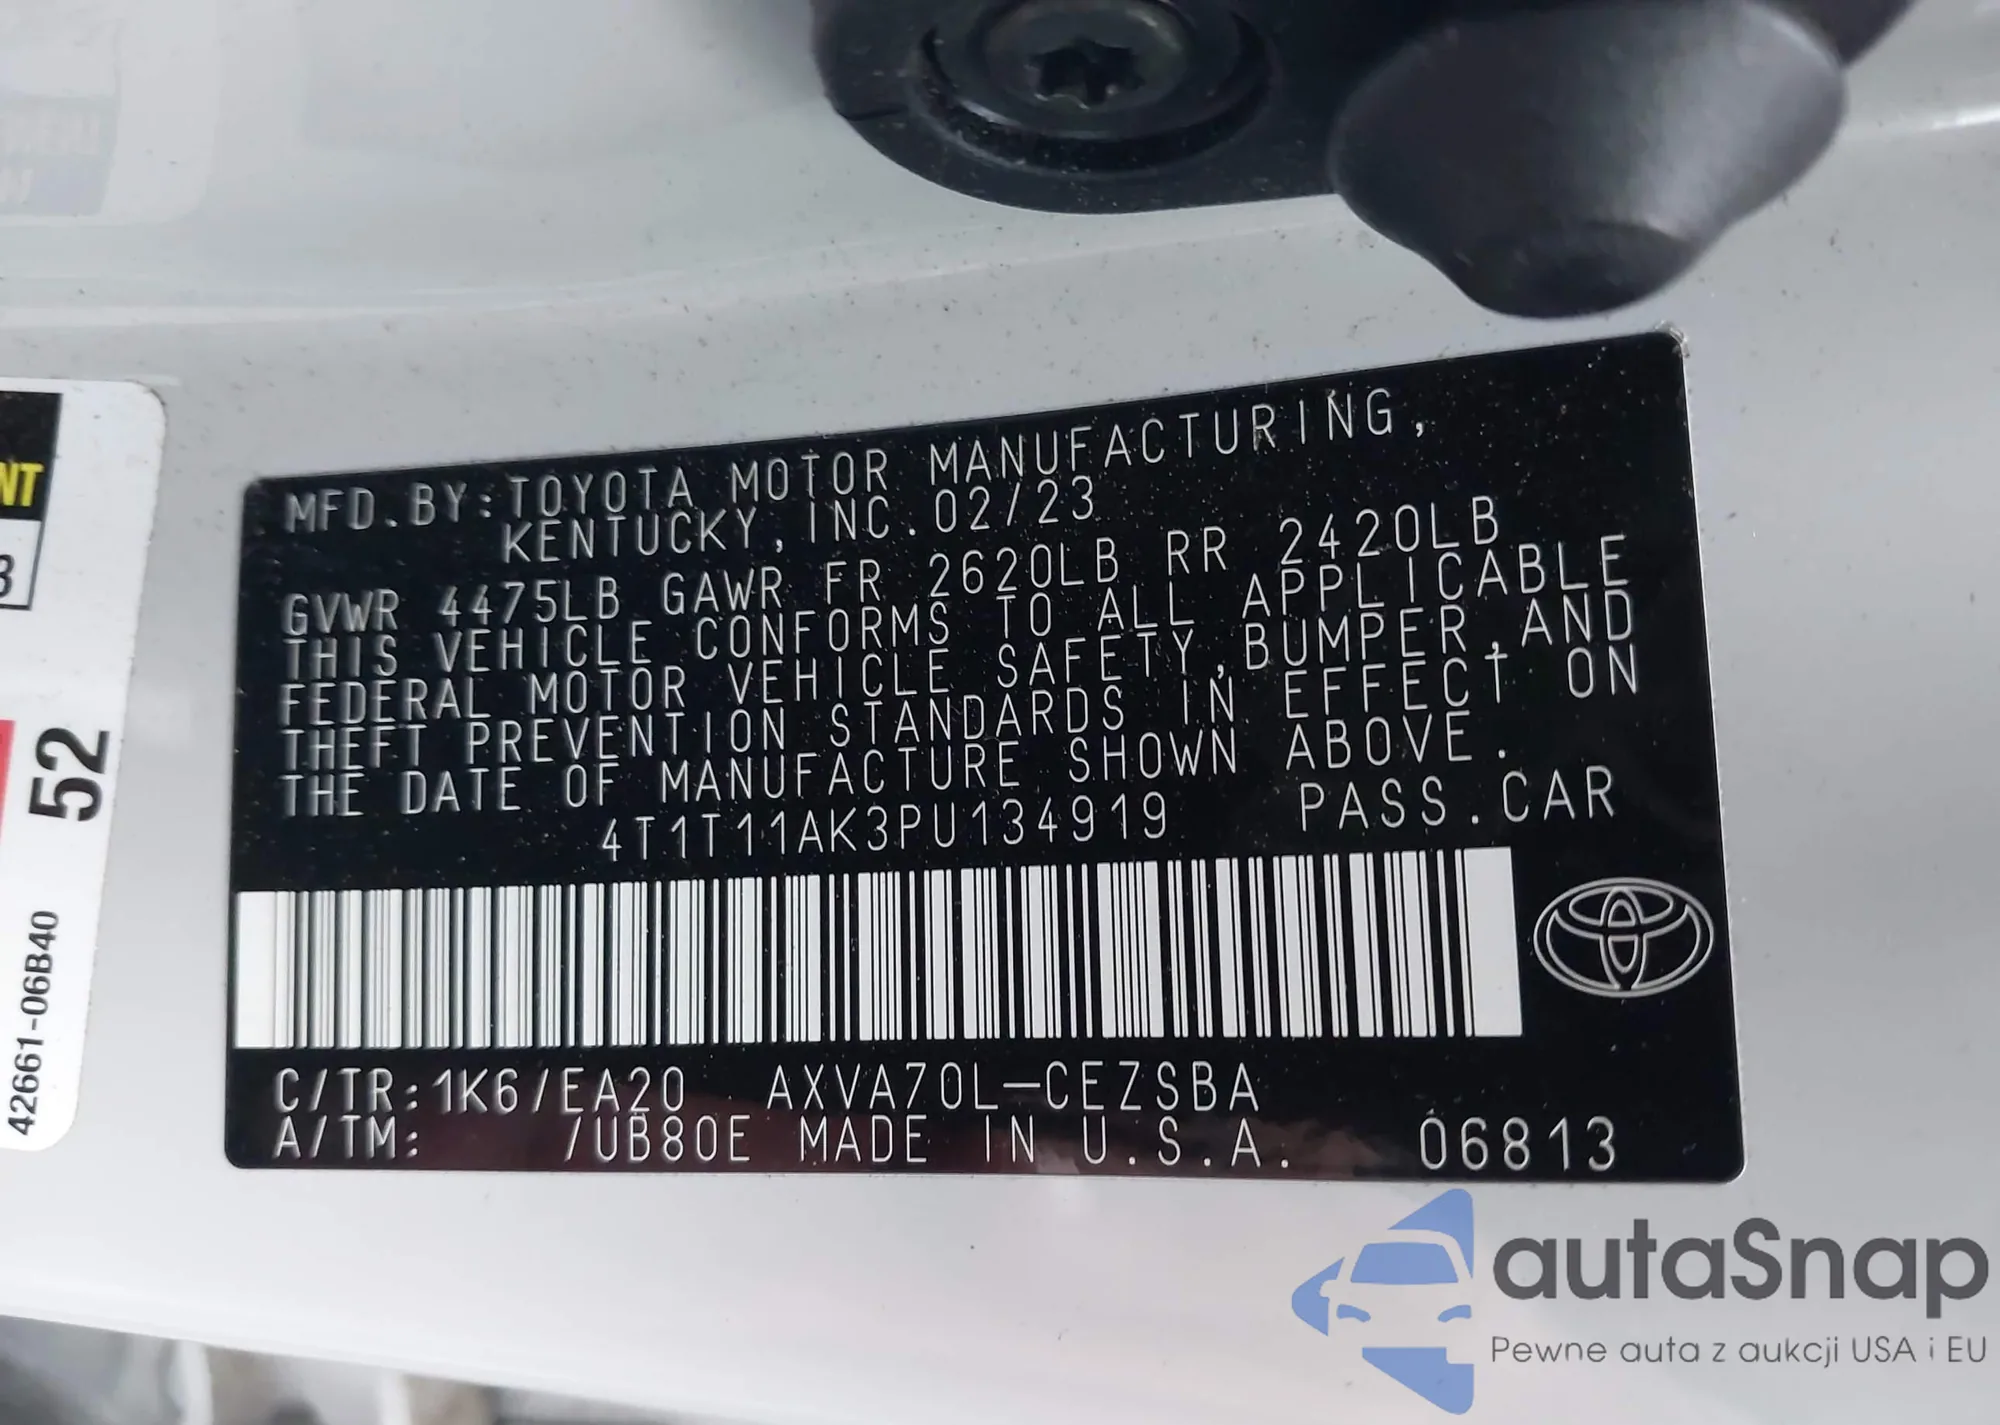 MFD.BY:TOYOTA MOTOR MANUFACTURING,
KENTUCKY, INC.02/23
GVWR 4475LB GAWR FR 2620LB RR 2420LB
THIS VEHICLE CONFORMS TO ALL APPLICABLE
FEDERAL MOTOR VEHICLE SAFETY,BUMPER,AND
THEFT PREVENTION STANDARDS IN EFFECT ON
THE DATE OF MANUFACTURE SHOWN ABOVE.
4T1T11AK3PU134919 PASS.CAR
C/TR:1K6/EA20 AXVA70L-CEZSBA
A/TM: /UB80E MADE IN U.S.A. 06813
NT
3
52
42661-06B40
autaSnap
Pewne auta z aukcji USA i EU